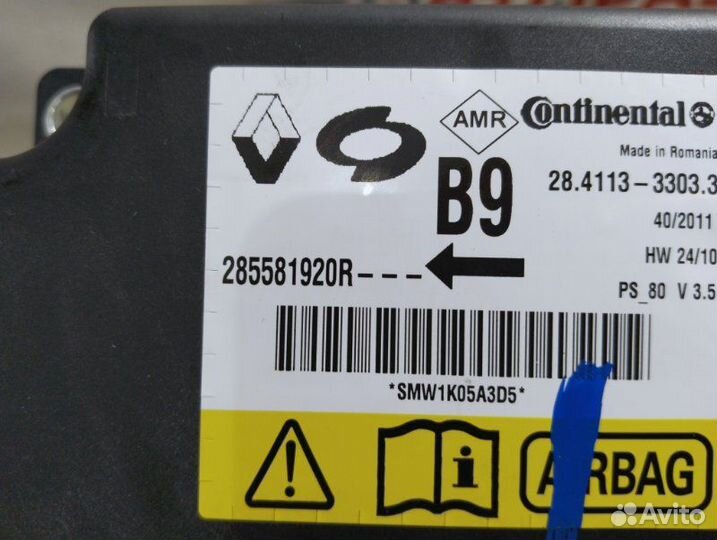 AMR
Continental
Made in Romania
B9
28.4113-3303.3
40/2011
HW 24/10
285581920R---
PS_80 V 3.5
*SMW1K05A3D5*
AIRBAG
Avito